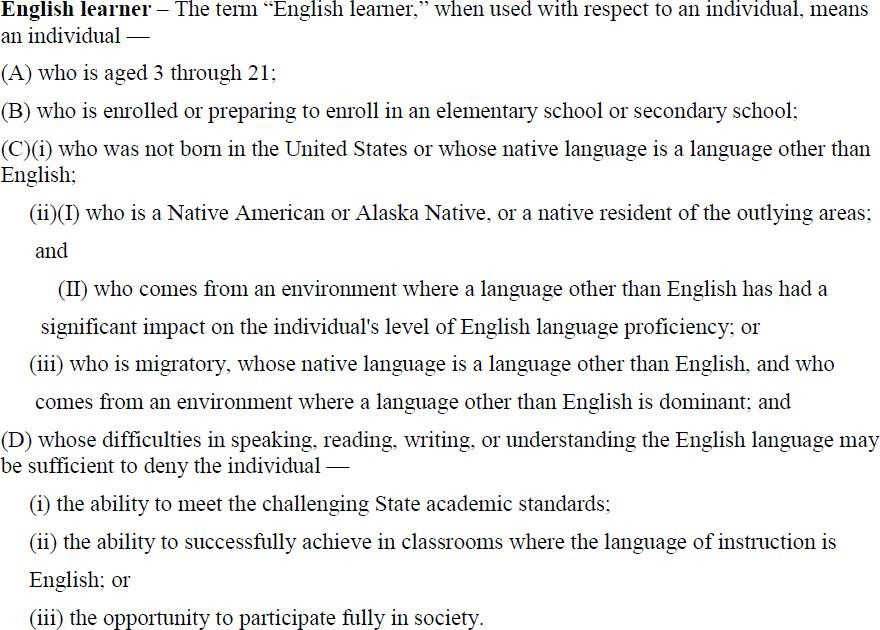 English learner – The term “English learner,” when used with respect to an individual, means
an individual —
(A) who is aged 3 through 21;
(B) who is enrolled or preparing to enroll in an elementary school or secondary school;
(C)(i) who was not born in the United States or whose native language is a language other than
English;
(ii)(I) who is a Native American or Alaska Native, or a native resident of the outlying areas;
and
(II) who comes from an environment where a language other than English has had a
significant impact on the individual's level of English language proficiency; or
(iii) who is migratory, whose native language is a language other than English, and who
comes from an environment where a language other than English is dominant; and
(D) whose difficulties in speaking, reading, writing, or understanding the English language may
be sufficient to deny the individual —
(i) the ability to meet the challenging State academic standards;
(ii) the ability to successfully achieve in classrooms where the language of instruction is
English; or
(iii) the opportunity to participate fully in society.